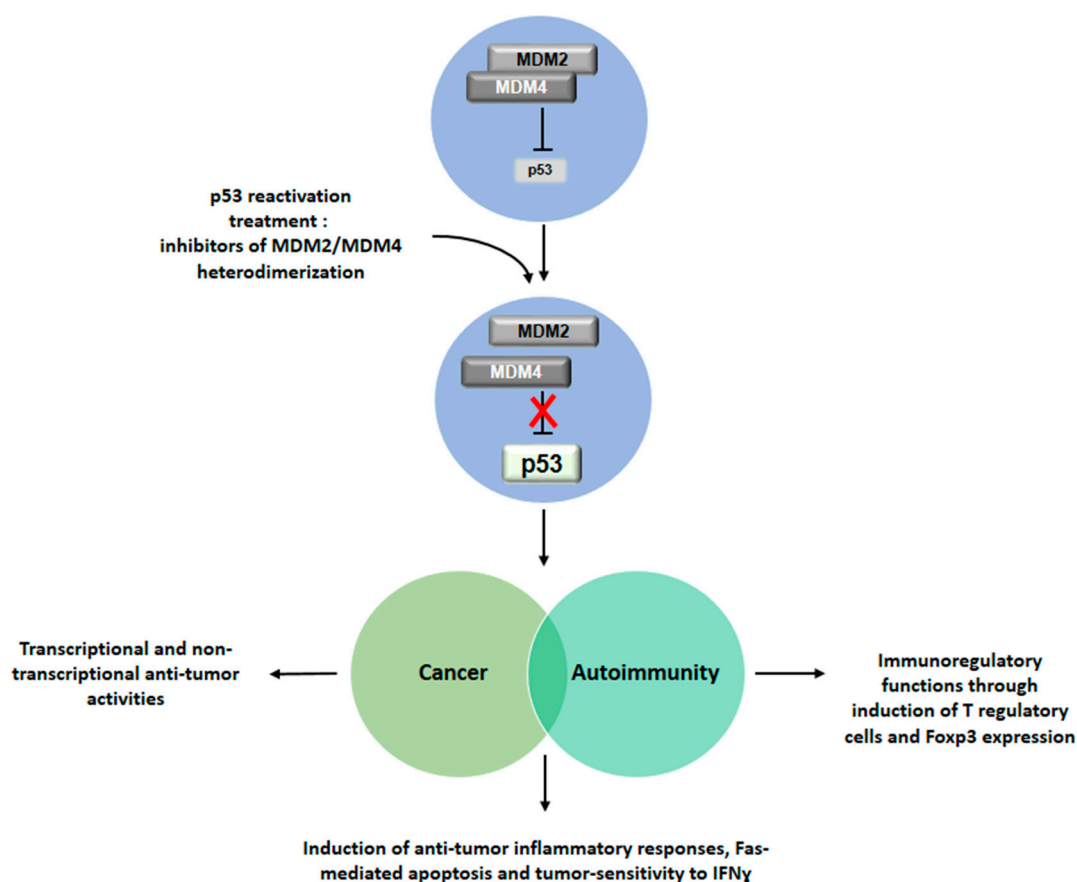 MDM2
MDM4
p53
p53 reactivation
treatment :
inhibitors of MDM2/MDM4
heterodimerization
MDM2
MDM4
p53
Cancer
Autoimmunity
Transcriptional and non-
transcriptional anti-tumor
activities
Immunoregulatory
functions through
induction of T regulatory
cells and Foxp3 expression
Induction of anti-tumor inflammatory responses, Fas-
mediated apoptosis and tumor-sensitivity to IFNɣ